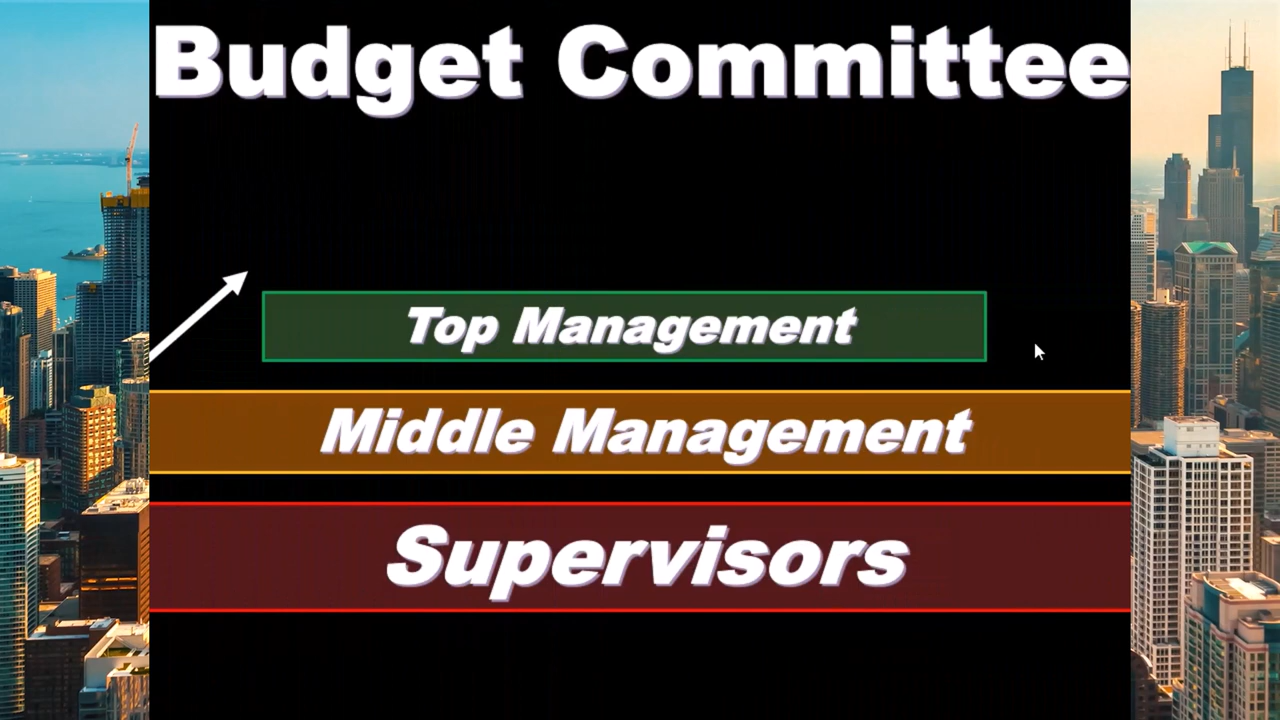 Budget Committee
Top Management
Middle Management
Supervisors